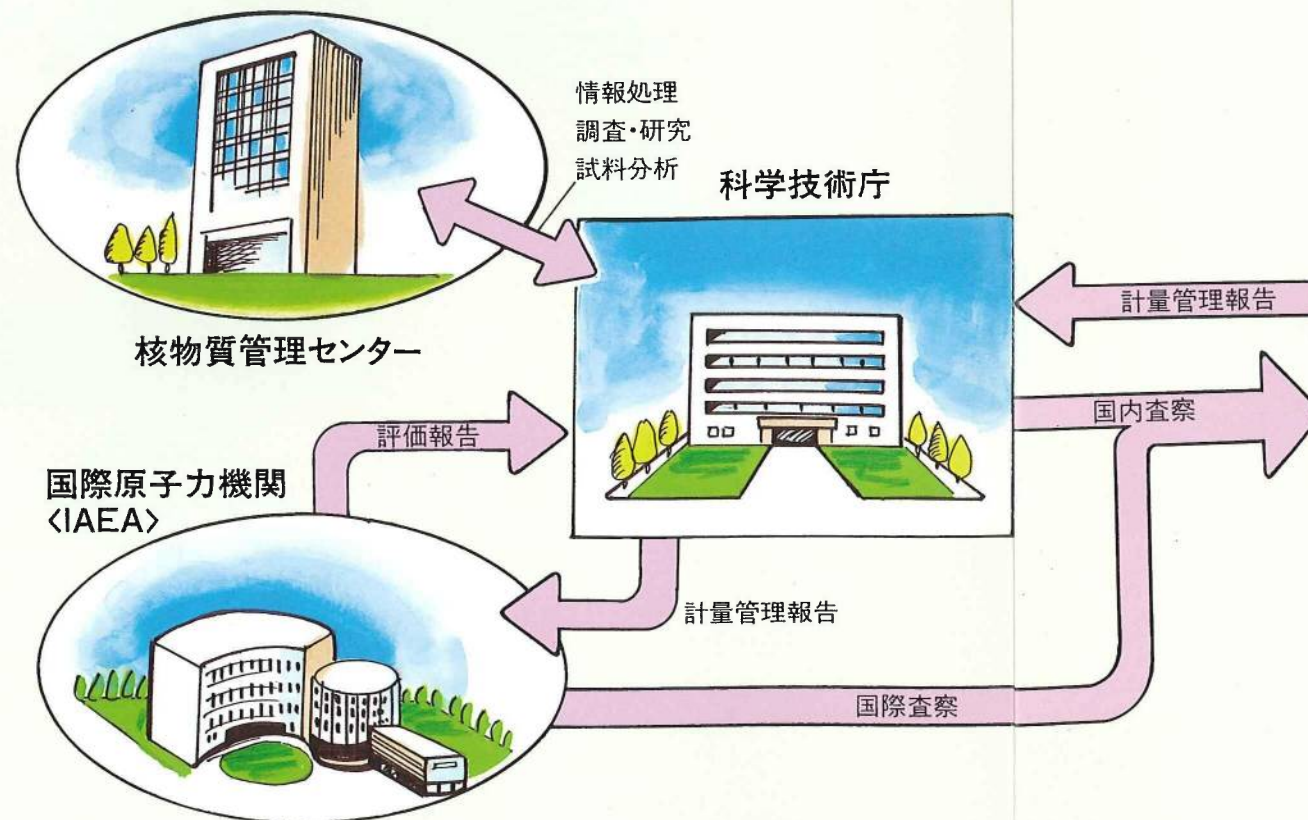 情報処理
調査・研究
試料分析
科学技術庁
核物質管理センター
計量管理報告
国内査察
評価報告
国際原子力機関
〈IAEA〉
計量管理報告
国際査察